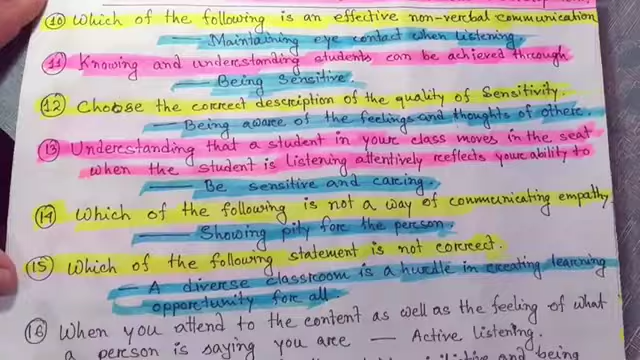 (10) Which of the following is an effective non-verbal communication
— Maintaining eye contact when listening.
(11) Knowing and understanding students can be achieved through
— Being Sensitive
(12) Choose the correct description of the quality of Sensitivity.
— Being aware of the feelings and thoughts of others.
(13) Understanding that a student in your class moves in the seat
when the student is listening attentively reflects your ability to
— Be sensitive and caring.
(14) Which of the following is not a way of communicating empathy
— Showing pity for the person.
(15) Which of the following statement is not correct.
— A diverse classroom is a hurdle in creating learning
opportunity for all.
(16) When you attend to the content as well as the feeling of what
a person is saying you are — Active listening.
and being